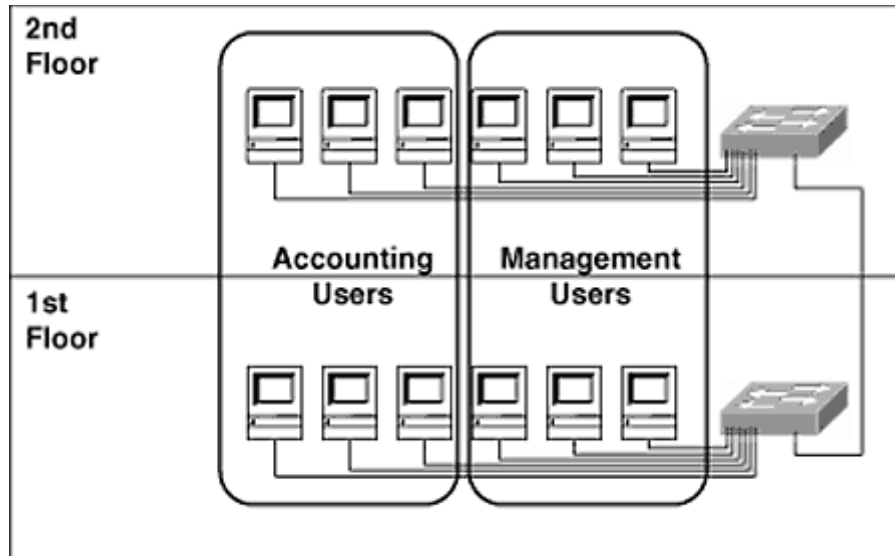 2nd
Floor
Accounting
Users
Management
Users
1st
Floor